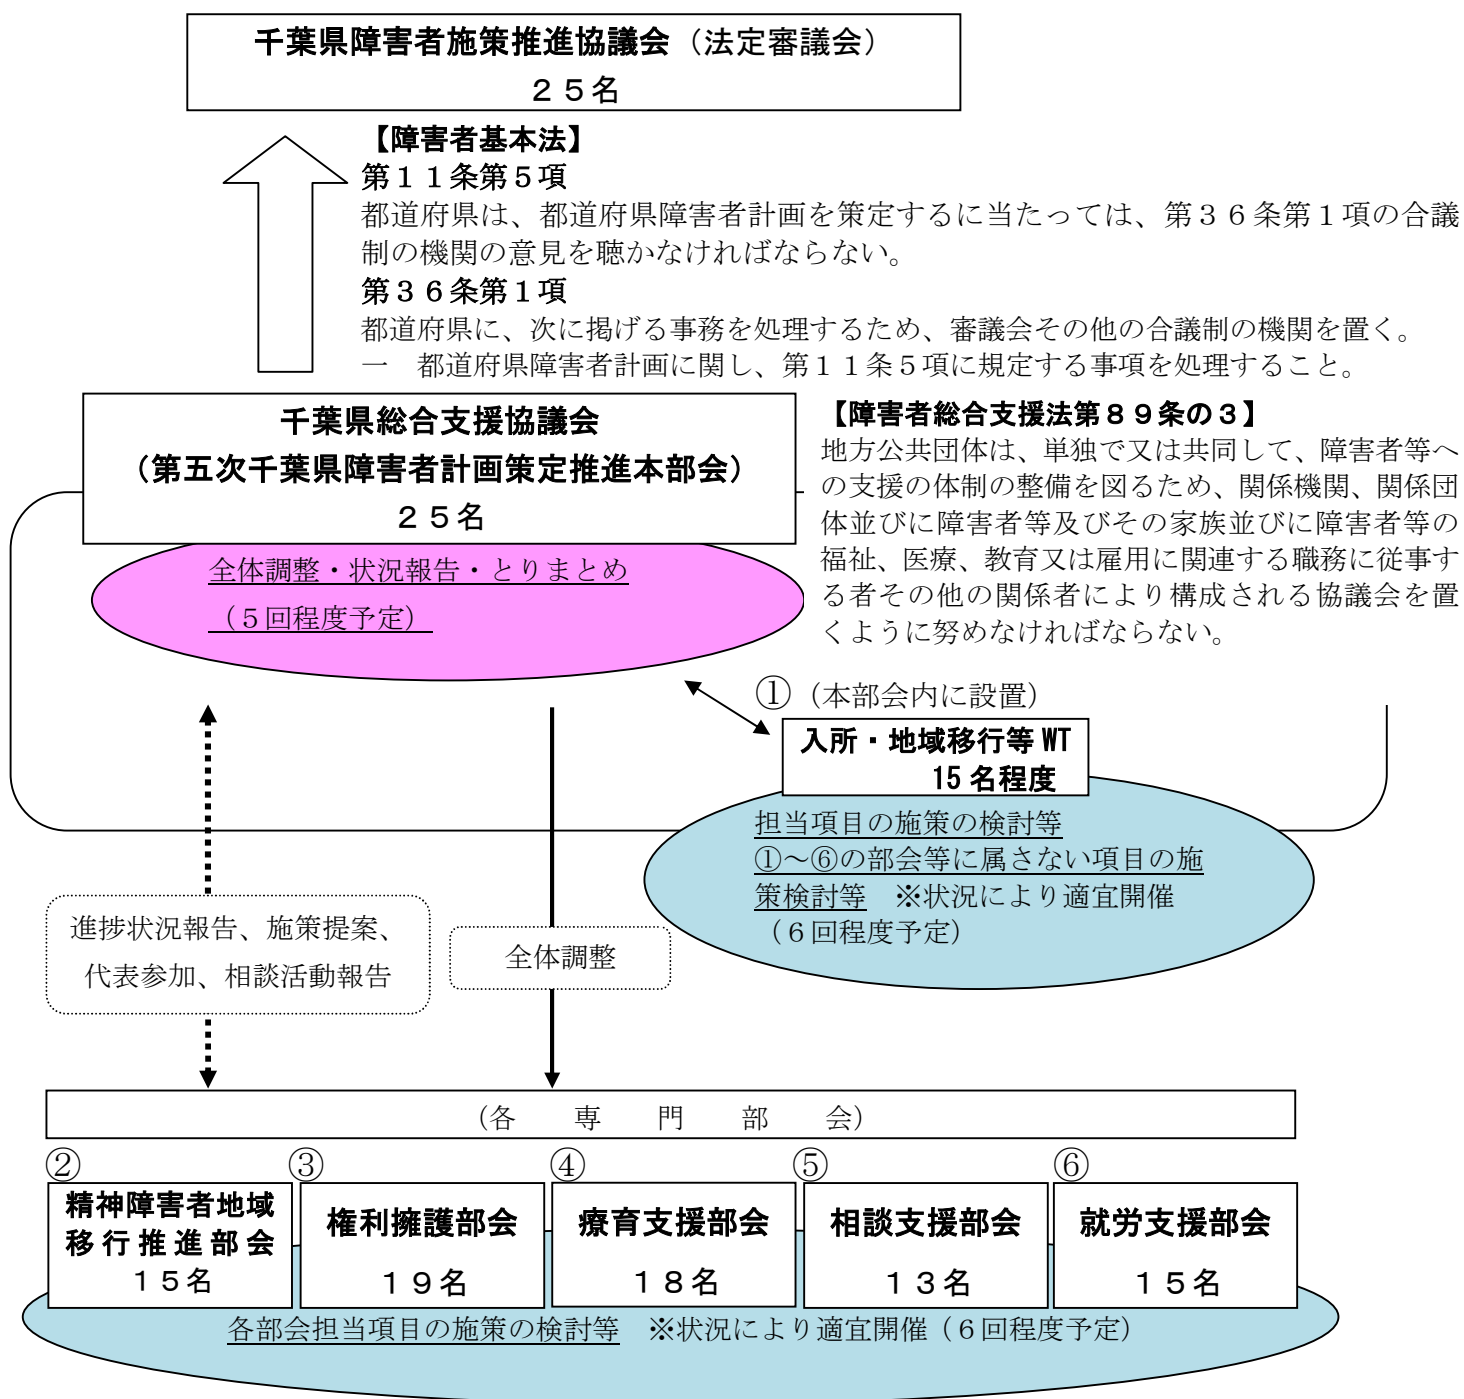 千葉県障害者施策推進協議会（法定審議会）
２５名
【障害者基本法】
第１１条第５項
都道府県は、都道府県障害者計画を策定するに当たっては、第３６条第１項の合議
制の機関の意見を聴かなければならない。
第３６条第１項
都道府県に、次に掲げる事務を処理するため、審議会その他の合議制の機関を置く。
一　都道府県障害者計画に関し、第１１条５項に規定する事項を処理すること。
千葉県総合支援協議会
（第五次千葉県障害者計画策定推進本部会）
２５名
【障害者総合支援法第８９条の３】
地方公共団体は、単独で又は共同して、障害者等へ
の支援の体制の整備を図るため、関係機関、関係団
体並びに障害者等及びその家族並びに障害者等の
福祉、医療、教育又は雇用に関連する職務に従事す
る者その他の関係者により構成される協議会を置
くように努めなければならない。
全体調整・状況報告・とりまとめ
（５回程度予定）
①（本部会内に設置）
入所・地域移行等 WT
15 名程度
担当項目の施策の検討等
①～⑥の部会等に属さない項目の施
策検討等　※状況により適宜開催
（６回程度予定）
進捗状況報告、施策提案、
代表参加、相談活動報告
全体調整
（各　専　門　部　会）
②
精神障害者地域
移行推進部会
１５名
③
権利擁護部会
１９名
④
療育支援部会
１８名
⑤
相談支援部会
１３名
⑥
就労支援部会
１５名
各部会担当項目の施策の検討等　※状況により適宜開催（６回程度予定）